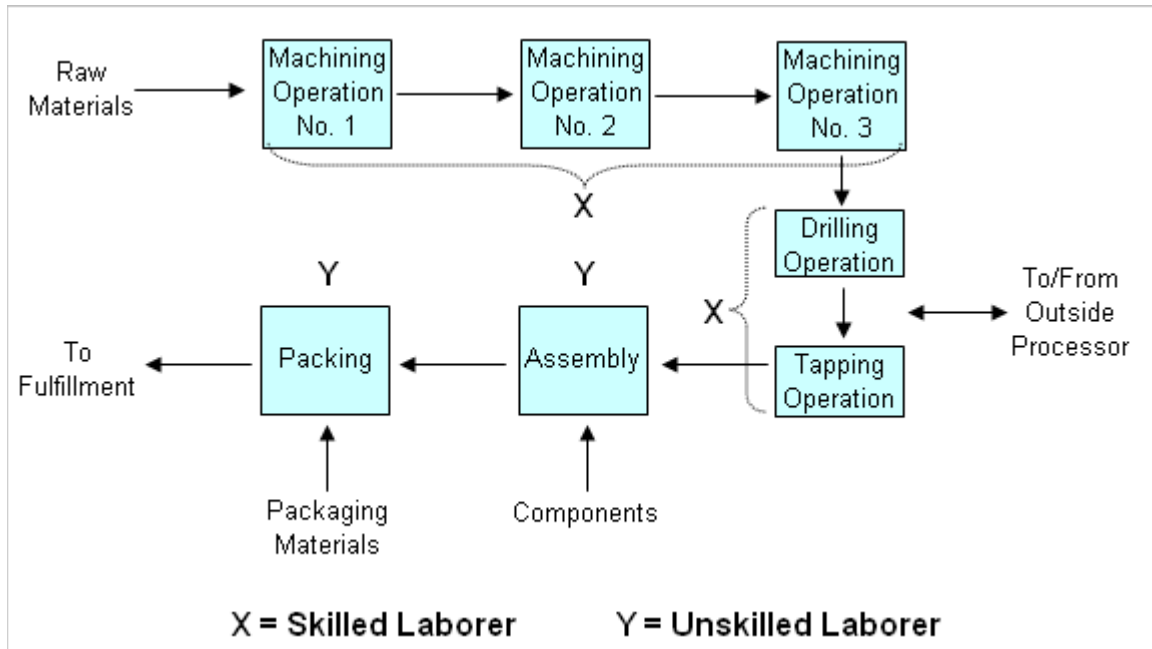 Raw
Materials
Machining
Operation
No. 1
Machining
Operation
No. 2
Machining
Operation
No. 3
X
Drilling
Operation
X
To/From
Outside
Processor
Tapping
Operation
Y
Assembly
Components
Y
Packing
Packaging
Materials
To
Fulfillment
X = Skilled Laborer
Y = Unskilled Laborer